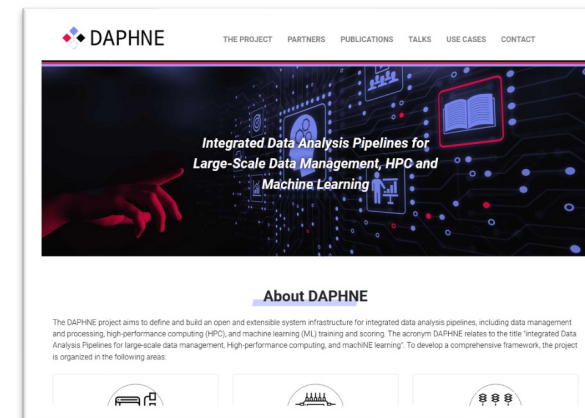 DAPHNE
THE PROJECT PARTNERS PUBLICATIONS TALKS USE CASES CONTACT
Integrated Data Analysis Pipelines for
Large-Scale Data Management, HPC and
Machine Learning
About DAPHNE
The DAPHNE project aims to define and build an open and extensible system infrastructure for integrated data analysis pipelines, including data management
and processing, high-performance computing (HPC), and machine learning (ML) training and scoring. The acronym DAPHNE relates to the title "integrated Data
Analysis Pipelines for large-scale data management, High-performance computing, and machiNE learning". To develop a comprehensive framework, the project
is organized in the following areas: